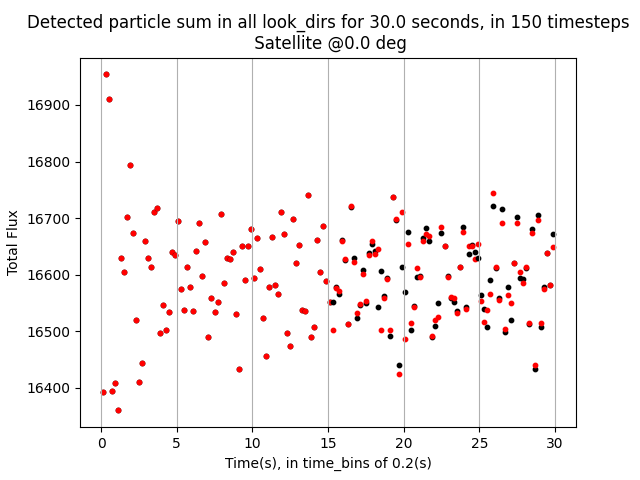 Detected particle sum in all look_dirs for 30.0 seconds, in 150 timesteps
Satellite @0.0 deg
16900
16800
16700
16600
16500
16400
Total Flux
0 5 10 15 20 25 30
Time(s), in time_bins of 0.2(s)